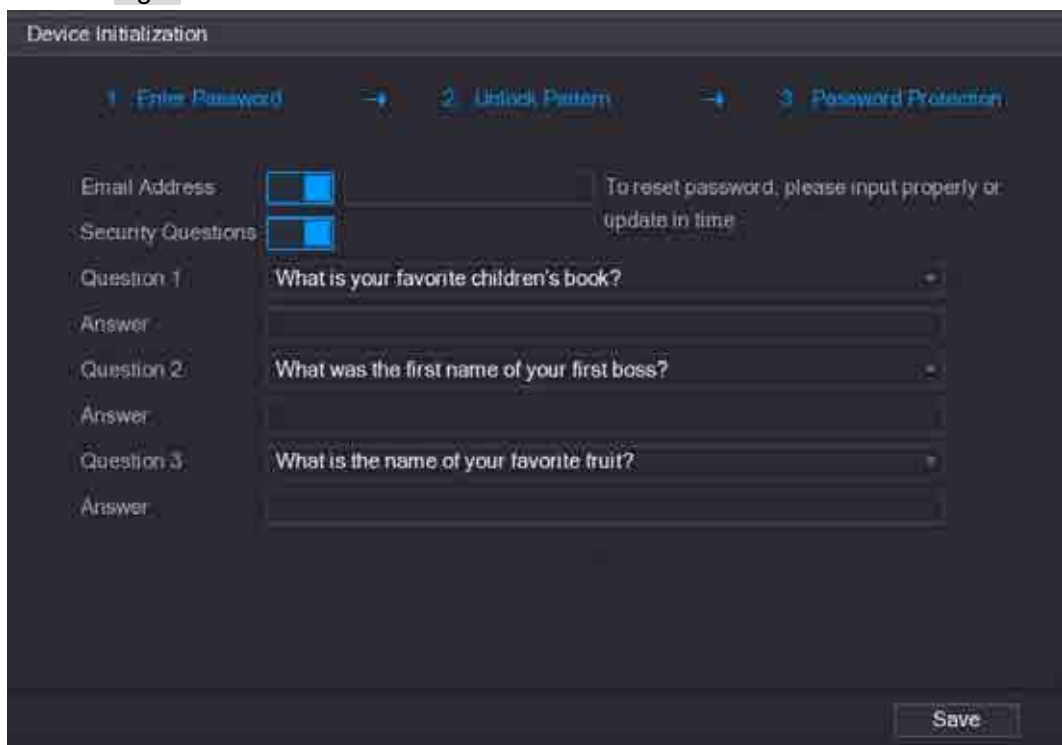 Device Initialization
1 Enter Password → 2 Unlock Pattern → 3 Password Protection
Email Address To reset password, please input properly or
update in time
Security Questions
Question 1 What is your favorite children's book?
Answer
Question 2 What was the first name of your first boss?
Answer
Question 3 What is the name of your favorite fruit?
Answer
Save